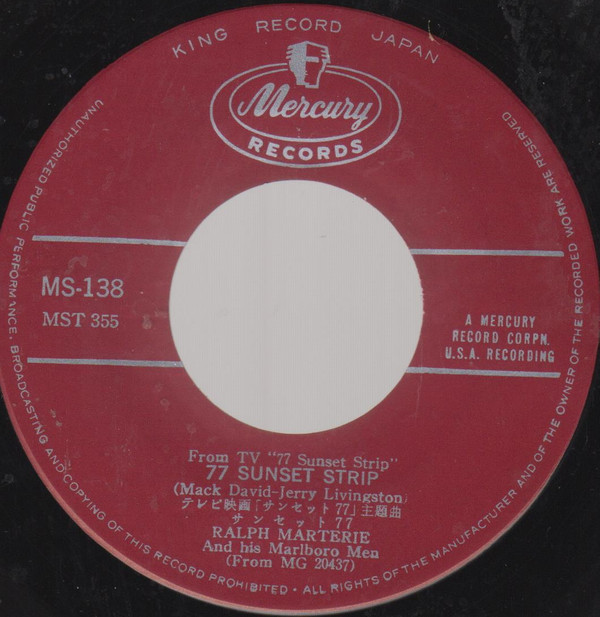 KING RECORD JAPAN
Mercury
RECORDS
UNAUTHORIZED PUBLIC PERFORMANCE, BROADCASTING AND COPYING OF THIS RECORD PROHIBITED · ALL RIGHTS OF THE MANUFACTURER AND OF THE OWNER OF THE RECORDED WORK ARE RESERVED
MS-138
MST 355
A MERCURY
RECORD CORPN.
U.S.A. RECORDING
From TV "77 Sunset Strip"
77 SUNSET STRIP
(Mack David-Jerry Livingston)
テレビ映画「サンセット77」主題曲
サンセット77
RALPH MARTERIE
And his Marlboro Men
(From MG 20437)